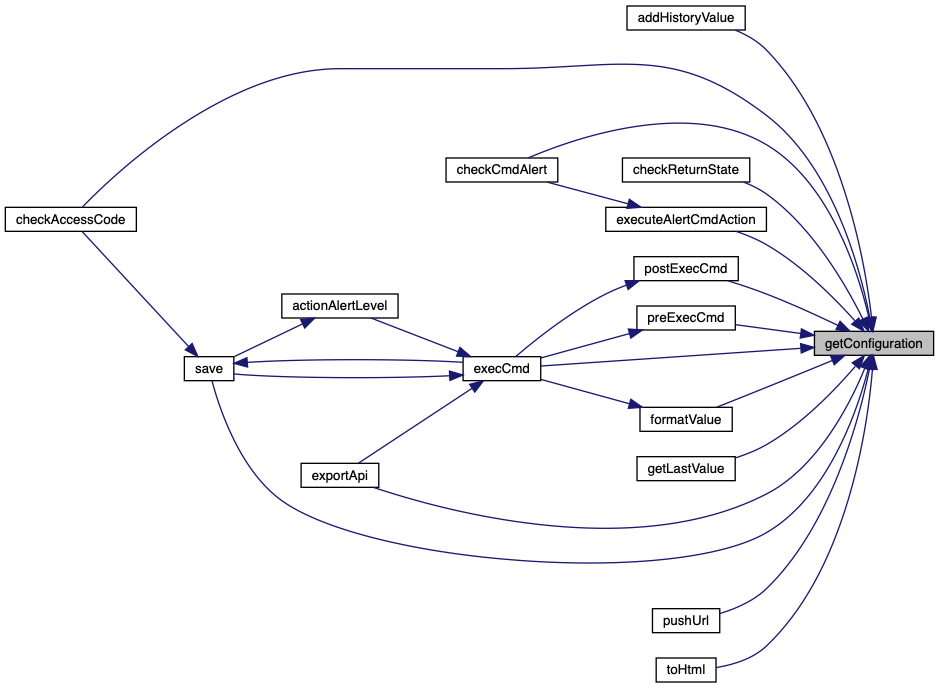 addHistoryValue
checkCmdAlert
checkReturnState
checkAccessCode
executeAlertCmdAction
postExecCmd
actionAlertLevel
preExecCmd
getConfiguration
save
execCmd
formatValue
getLastValue
exportApi
pushUrl
toHtml